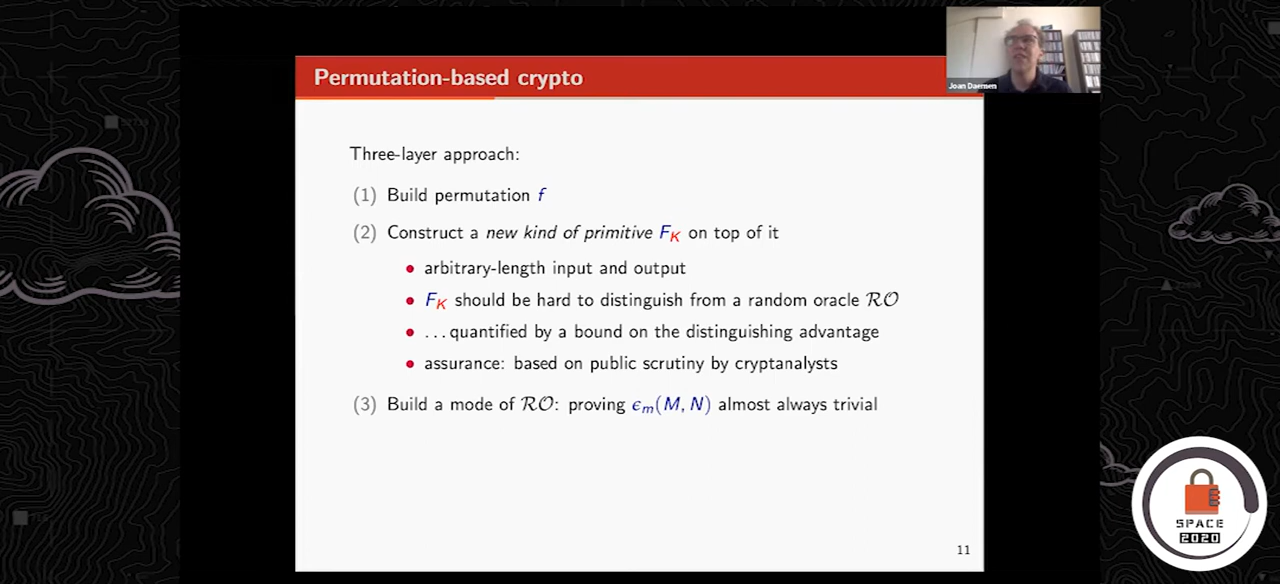 Permutation-based crypto
Joan Daemen
Three-layer approach:
(1) Build permutation f
(2) Construct a new kind of primitive F_K on top of it
• arbitrary-length input and output
• F_K should be hard to distinguish from a random oracle RO
• ...quantified by a bound on the distinguishing advantage
• assurance: based on public scrutiny by cryptanalysts
(3) Build a mode of RO: proving ϵ_m(M, N) almost always trivial
11
SPACE
2020